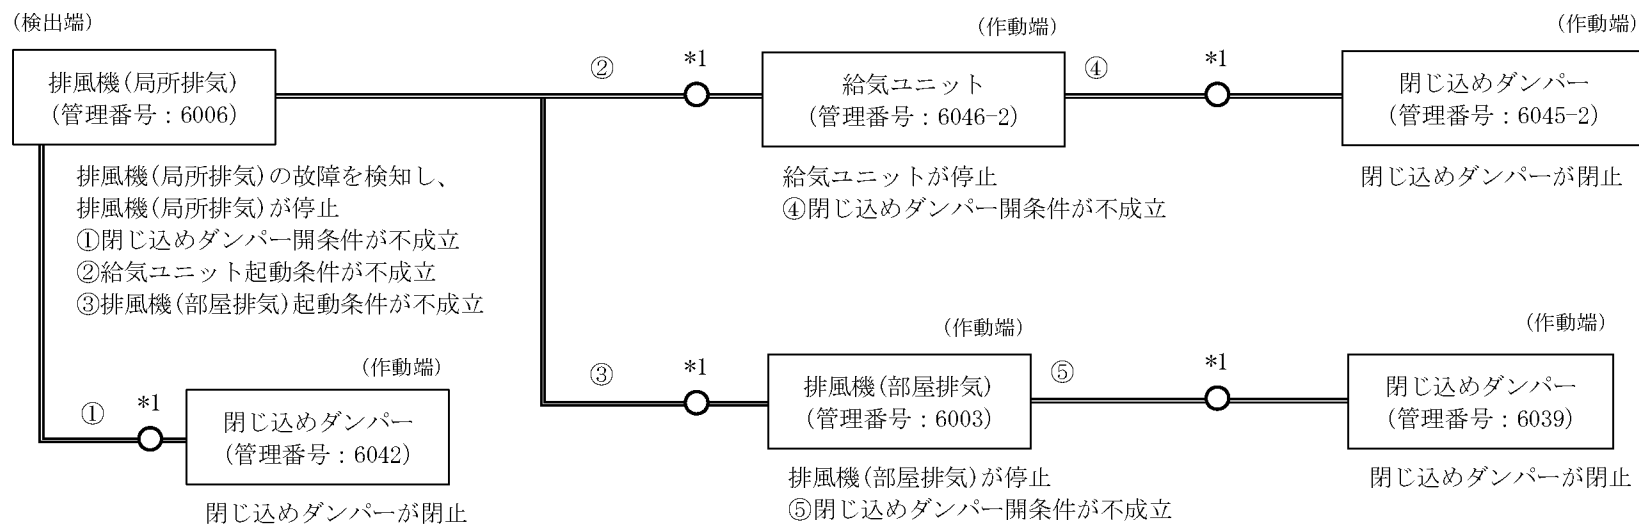 (検出端)
排風機(局所排気)
(管理番号：6006)
排風機(局所排気)の故障を検知し、
排風機(局所排気)が停止
①閉じ込めダンパー開条件が不成立
②給気ユニット起動条件が不成立
③排風機(部屋排気)起動条件が不成立
②
*1
(作動端)
給気ユニット
(管理番号：6046-2)
給気ユニットが停止
④閉じ込めダンパー開条件が不成立
④
*1
(作動端)
閉じ込めダンパー
(管理番号：6045-2)
閉じ込めダンパーが閉止
①
*1
(作動端)
閉じ込めダンパー
(管理番号：6042)
閉じ込めダンパーが閉止
③
*1
(作動端)
排風機(部屋排気)
(管理番号：6003)
排風機(部屋排気)が停止
⑤閉じ込めダンパー開条件が不成立
⑤
*1
(作動端)
閉じ込めダンパー
(管理番号：6039)
閉じ込めダンパーが閉止